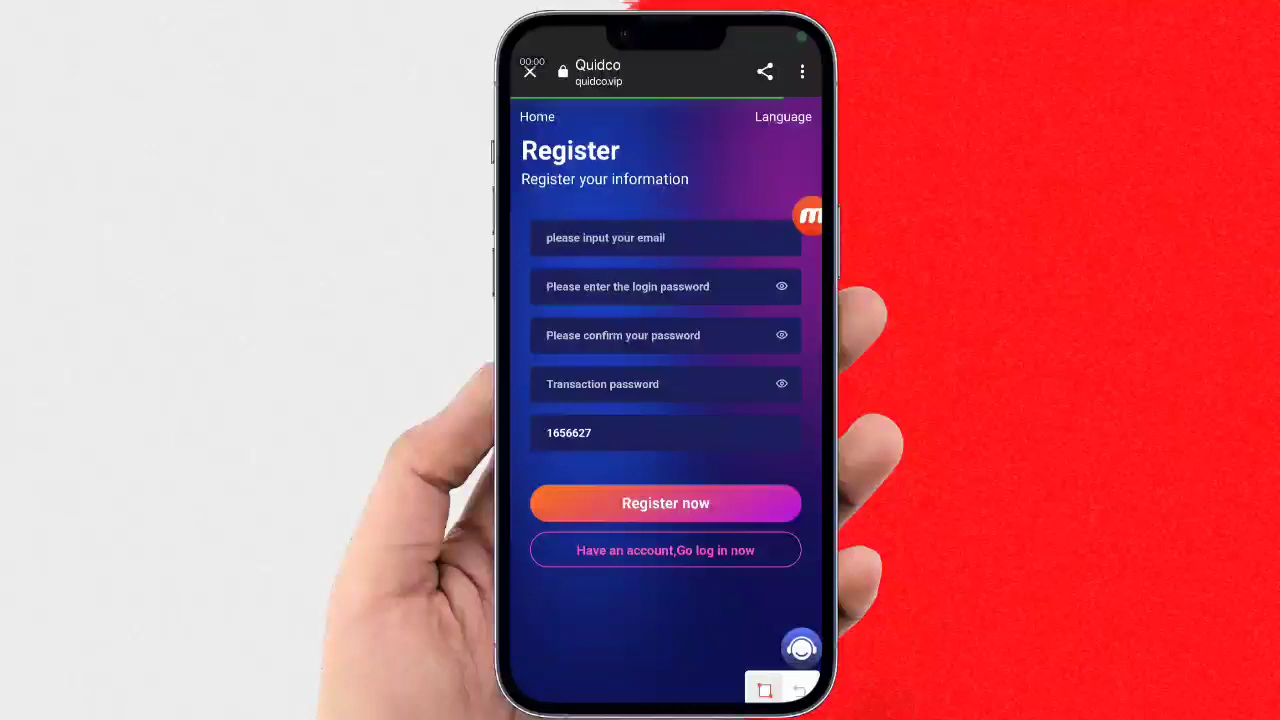 00:00
Quidco
quidco.vip
Home
Language
Register
Register your information
m
please input your email
Please enter the login password
Please confirm your password
Transaction password
1656627
Register now
Have an account,Go log in now